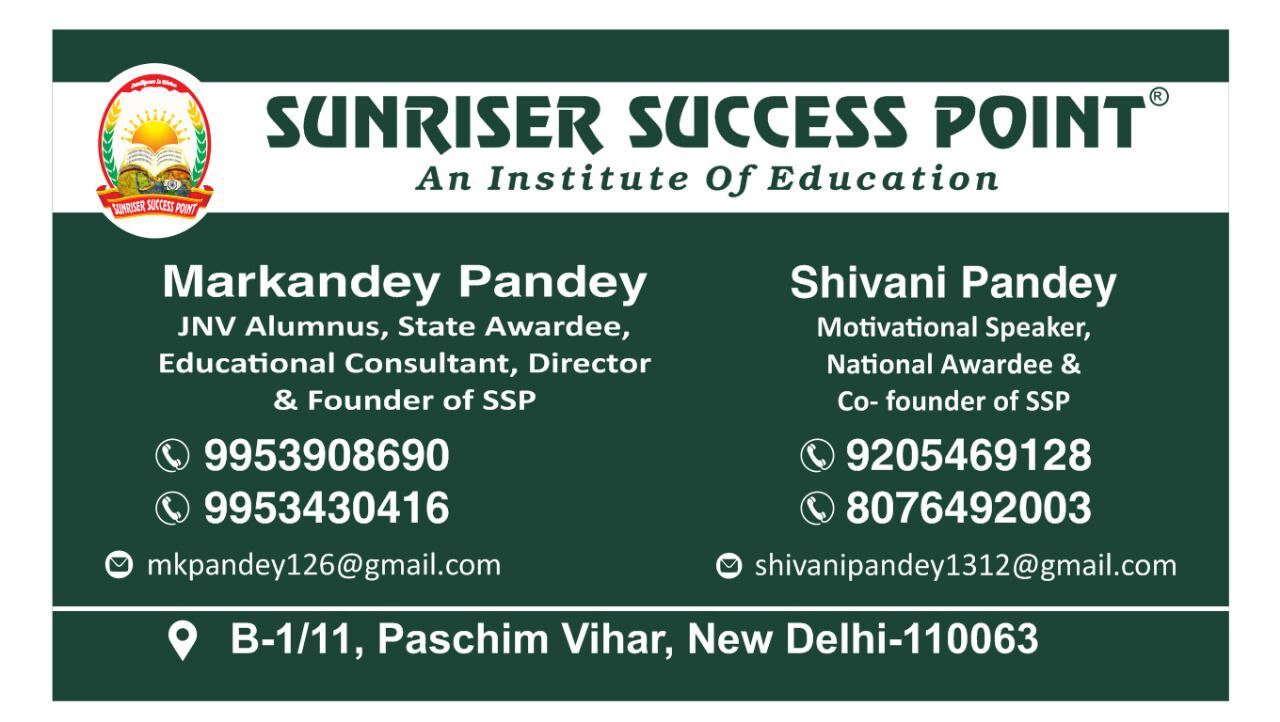 SUNRISER SUCCESS POINT®
An Institute Of Education
SUNRISER SUCCESS POINT
Markandey Pandey
JNV Alumnus, State Awardee,
Educational Consultant, Director
& Founder of SSP
9953908690
9953430416
mkpandey126@gmail.com
Shivani Pandey
Motivational Speaker,
National Awardee &
Co- founder of SSP
9205469128
8076492003
shivanipandey1312@gmail.com
B-1/11, Paschim Vihar, New Delhi-110063